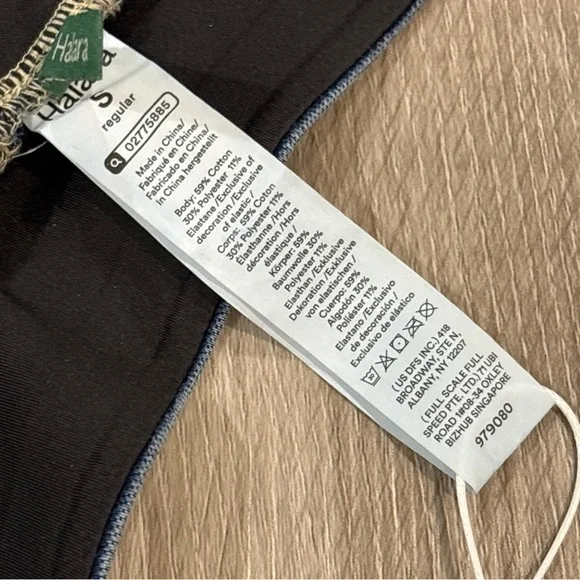 Halara
Halara
S
regular
02775885
Made in China/
Fabriqué en Chine/
Fabricado en China/
In China hergestellt
Body: 59% Cotton
30% Polyester 11%
Elastane /Exclusive of
decoration /Exclusive
of elastic /
Corps: 59% Coton
30% Polyester 11%
Élasthanne /Hors
décoration /Hors
élastique /
Körper: 59%
Baumwolle 30%
Polyester 11%
Elasthan /Exklusive
Dekoration /Exklusive
von elastischen /
Cuerpo: 59%
Algodón 30%
Poliéster 11%
Elastano /Exclusivo
de decoración /
Exclusivo de elástico
(US DFS INC.) 418
BROADWAY, STE N,
ALBANY, NY, 12207
(FULL SCALE FULL
SPEED PTE. LTD.) 71 UBI
ROAD 1#08-34 OXLEY
BIZHUB SINGAPORE
979080